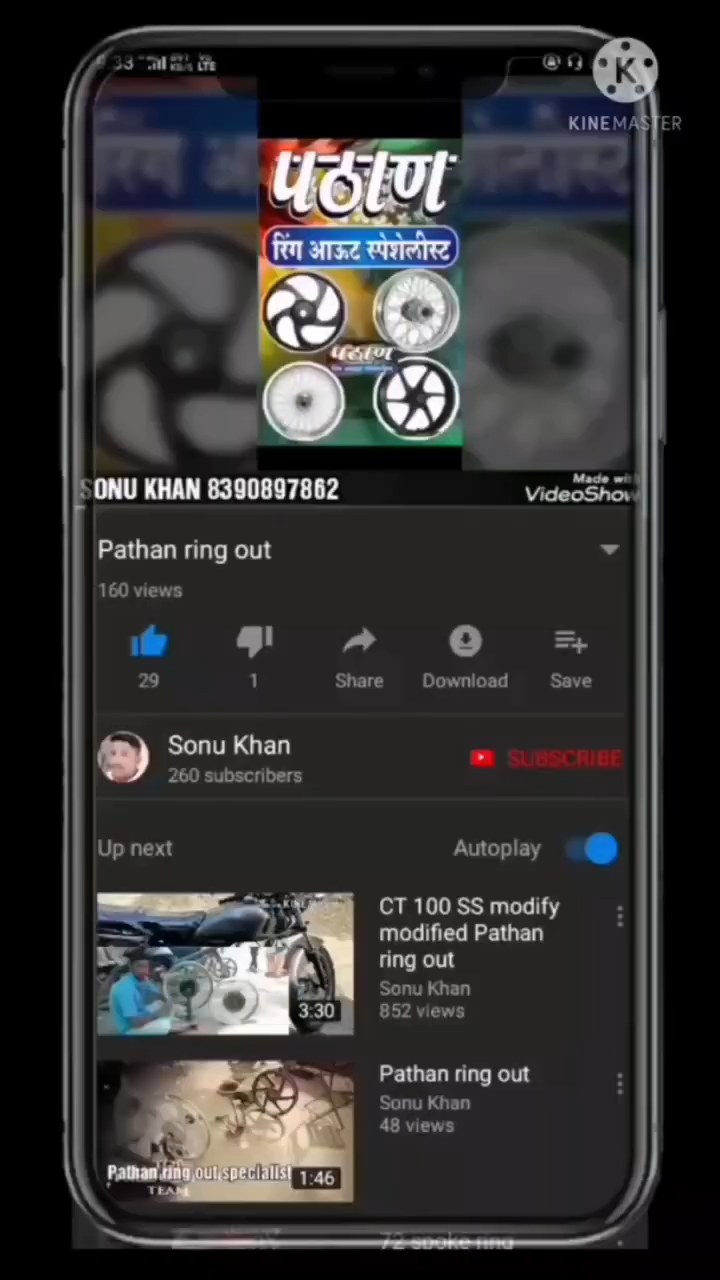 :33
LTE
KINEMASTER
पठाण
रिंग आऊट स्पेशेलीस्ट
पठाण
SONU KHAN 8390897862
Made with
VideoShow
Pathan ring out
160 views
29
1
Share
Download
Save
Sonu Khan
260 subscribers
SUBSCRIBE
Up next
Autoplay
CT 100 SS modify
modified Pathan
ring out
Sonu Khan
852 views
3:30
Pathan ring out
Sonu Khan
48 views
Pathan ring out specialist
TEAM
1:46
72 spoke ring